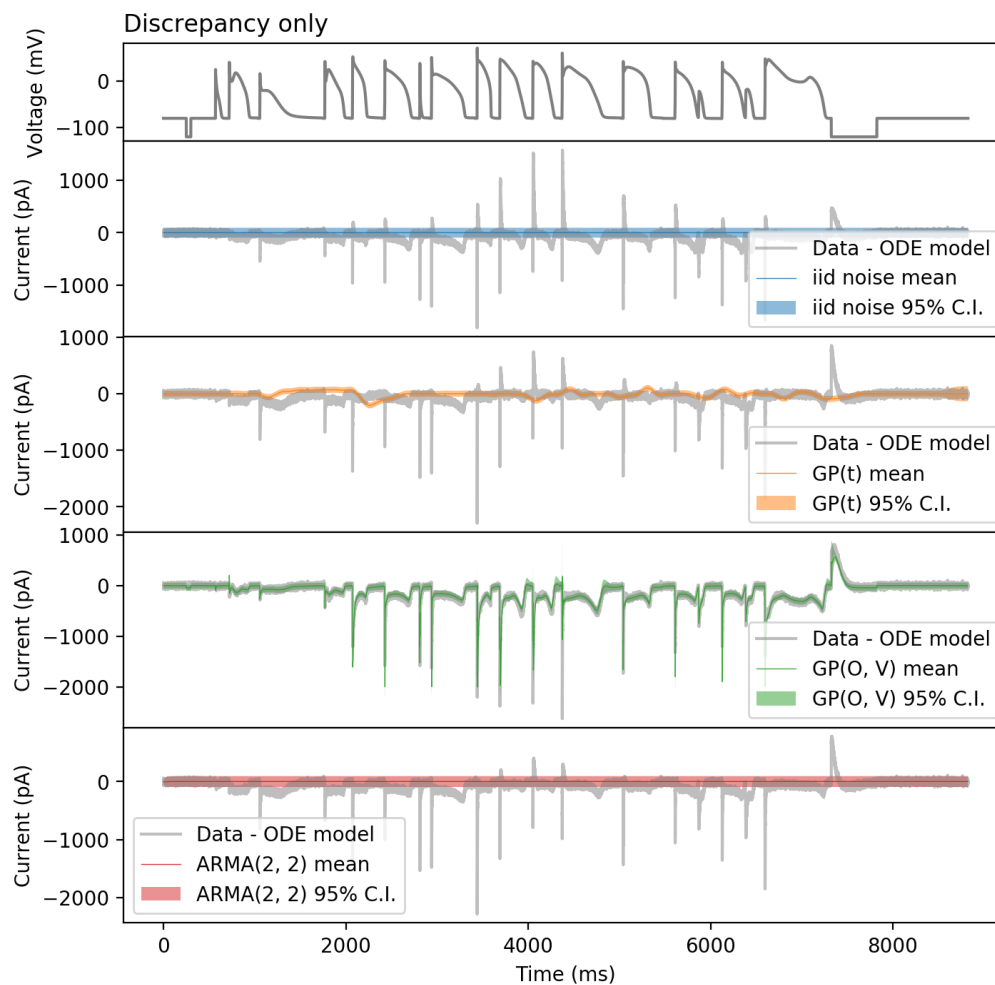 Discrepancy only
Voltage (mV)
0
−100
Current (pA)
1000
0
−1000
Data - ODE model
iid noise mean
iid noise 95% C.I.
Current (pA)
1000
0
−1000
−2000
Data - ODE model
GP(t) mean
GP(t) 95% C.I.
Current (pA)
1000
0
−1000
−2000
Data - ODE model
GP(O, V) mean
GP(O, V) 95% C.I.
Current (pA)
0
−1000
−2000
Data - ODE model
ARMA(2, 2) mean
ARMA(2, 2) 95% C.I.
0
2000
4000
6000
8000
Time (ms)